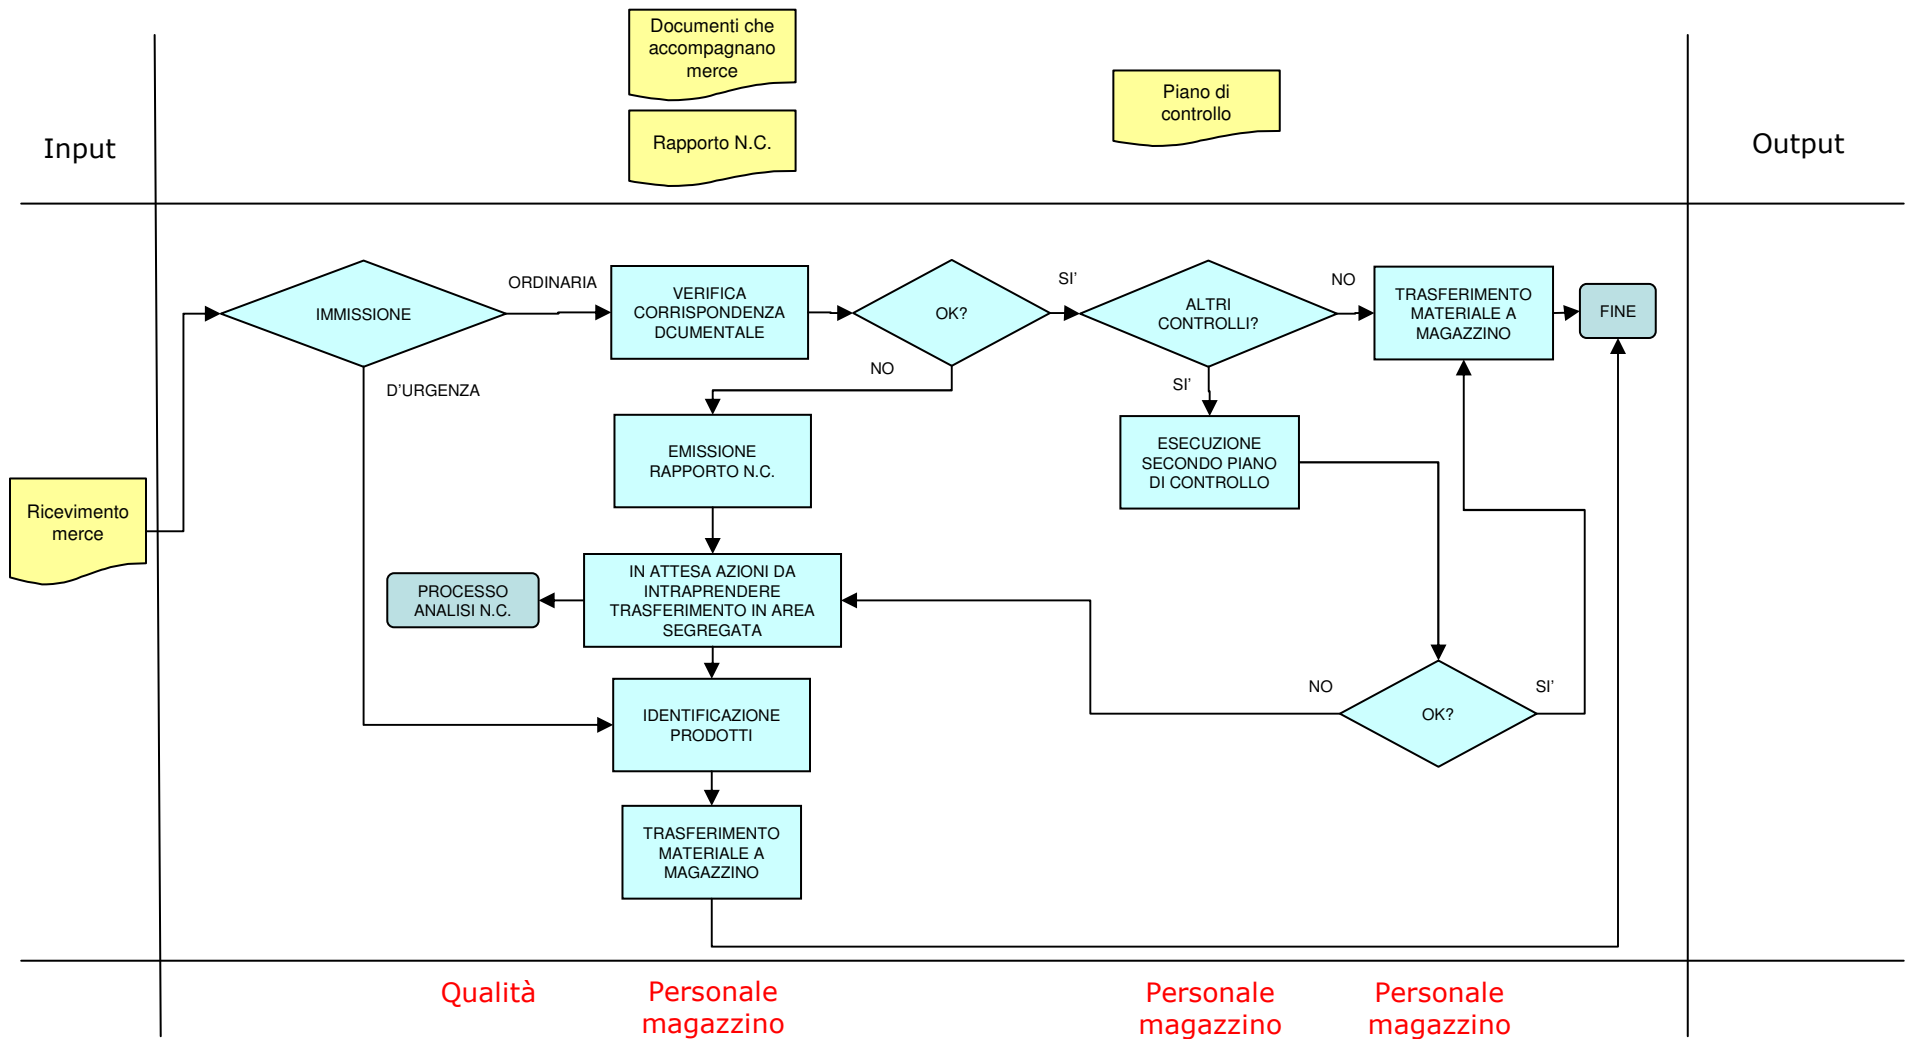 Documenti che
accompagnano
merce
Piano di
controllo
Rapporto N.C.
Input
Output
ORDINARIA
SI'
NO
IMMISSIONE
VERIFICA
CORRISPONDENZA
DCUMENTALE
OK?
ALTRI
CONTROLLI?
TRASFERIMENTO
MATERIALE A
MAGAZZINO
FINE
D'URGENZA
NO
SI'
EMISSIONE
RAPPORTO N.C.
ESECUZIONE
SECONDO PIANO
DI CONTROLLO
Ricevimento
merce
PROCESSO
ANALISI N.C.
IN ATTESA AZIONI DA
INTRAPRENDERE
TRASFERIMENTO IN AREA
SEGREGATA
NO
SI'
IDENTIFICAZIONE
PRODOTTI
OK?
TRASFERIMENTO
MATERIALE A
MAGAZZINO
Qualità
Personale
magazzino
Personale
magazzino
Personale
magazzino